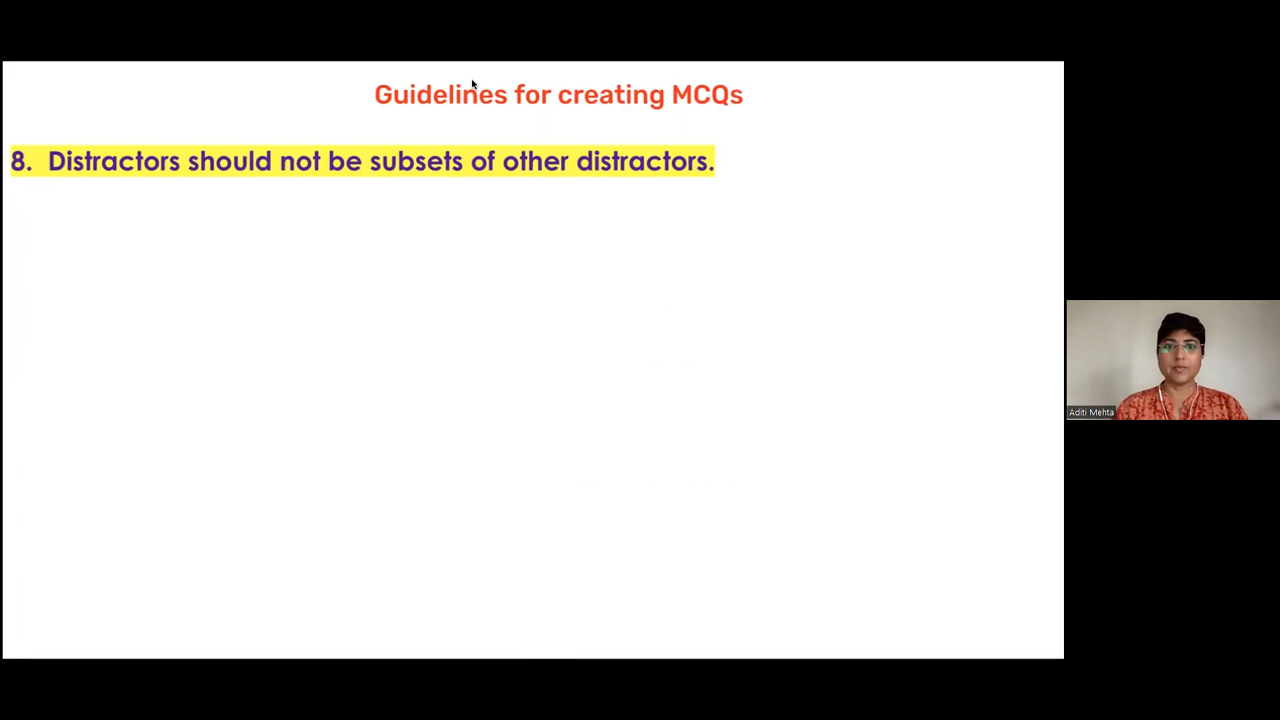 Guidelines for creating MCQs
8. Distractors should not be subsets of other distractors.
Aditi Mehta